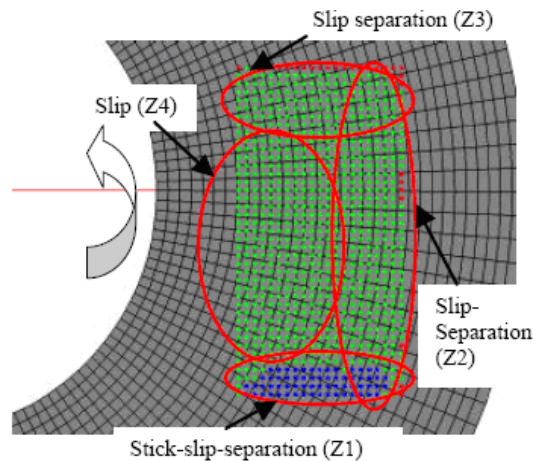 Slip separation (Z3)
Slip (Z4)
Slip-
Separation
(Z2)
Stick-slip-separation (Z1)